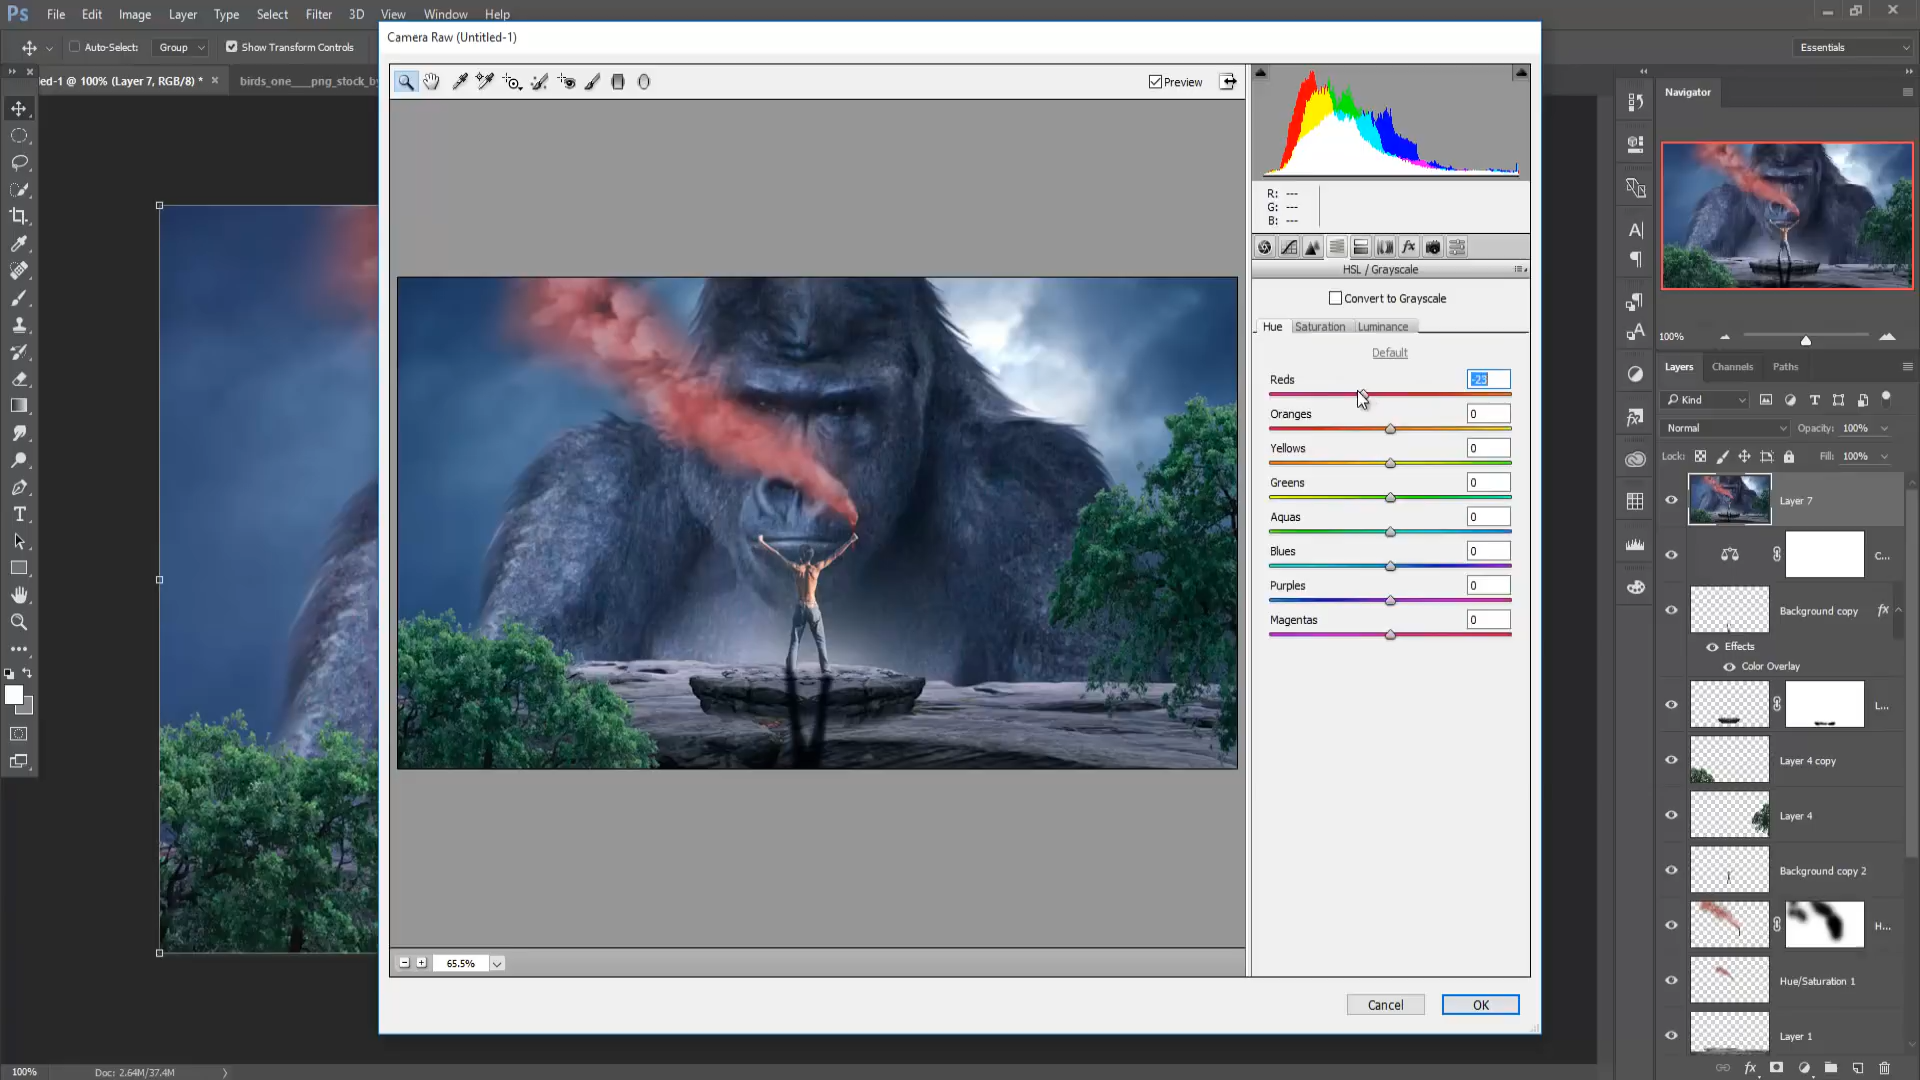 Ps File Edit Image Layer Type Select Filter 3D View Window Help
Auto-Select: Group Show Transform Controls Essentials
ed-1 @ 100% (Layer 7, RGB/8) * × birds_one___png_stock_by
Camera Raw (Untitled-1)
Preview
R: ---
G: ---
B: ---
HSL / Grayscale
Convert to Grayscale
Hue Saturation Luminance
Default
Reds -23
Oranges 0
Yellows 0
Greens 0
Aquas 0
Blues 0
Purples 0
Magentas 0
65.5%
Cancel OK
Navigator
100%
Layers Channels Paths
Kind
Normal Opacity: 100%
Lock: Fill: 100%
Layer 7
C...
Background copy fx
Effects
Color Overlay
L...
Layer 4 copy
Layer 4
Background copy 2
H...
Hue/Saturation 1
Layer 1
100% Doc: 2.64M/37.4M